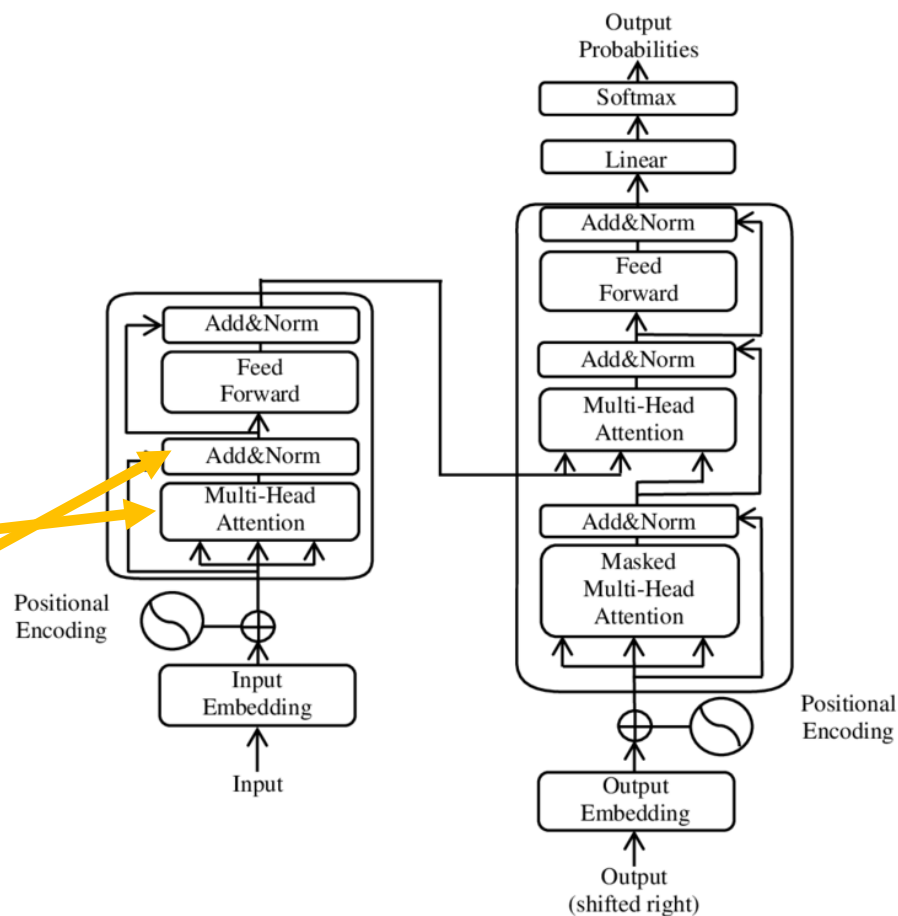 Output
Probabilities
Softmax
Linear
Add&Norm
Feed
Forward
Add&Norm
Multi-Head
Attention
Add&Norm
Masked
Multi-Head
Attention
Positional
Encoding
Output
Embedding
Output
(shifted right)
Add&Norm
Feed
Forward
Add&Norm
Multi-Head
Attention
Positional
Encoding
Input
Embedding
Input